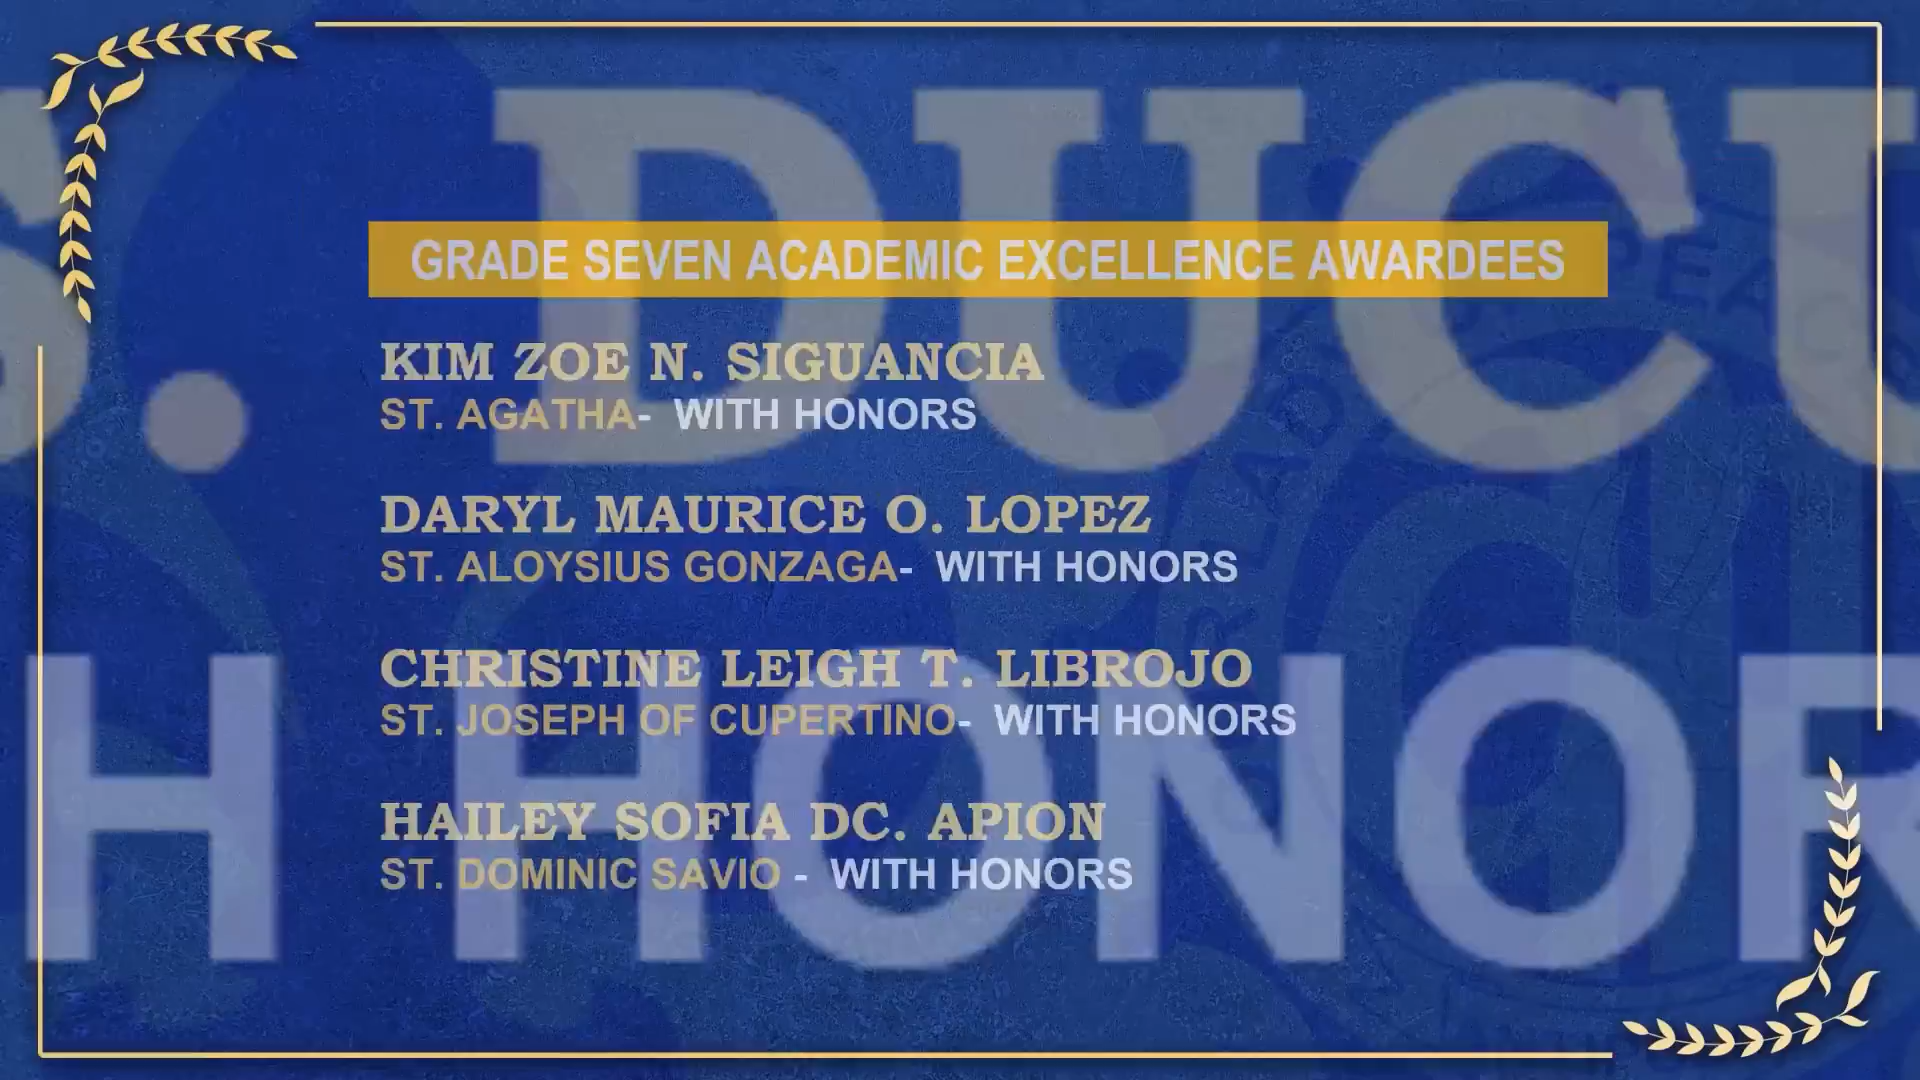 S. DUCU
GRADE SEVEN ACADEMIC EXCELLENCE AWARDEES
KIM ZOE N. SIGUANCIA
ST. AGATHA- WITH HONORS
DARYL MAURICE O. LOPEZ
ST. ALOYSIUS GONZAGA- WITH HONORS
CHRISTINE LEIGH T. LIBROJO
ST. JOSEPH OF CUPERTINO- WITH HONORS
H HONOR
HAILEY SOFIA DC. APION
ST. DOMINIC SAVIO - WITH HONORS